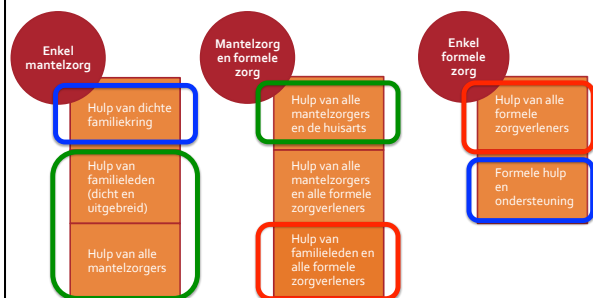 Enkel
mantelzorg
Hulp van dichte
familiekring
Hulp van
familieleden
(dicht en
uitgebreid)
Hulp van alle
mantelzorgers
Mantelzorg
en formele
zorg
Hulp van alle
mantelzorgers
en de huisarts
Hulp van alle
mantelzorgers
en alle formele
zorgverleners
Hulp van
familieleden en
alle formele
zorgverleners
Enkel
formele
zorg
Hulp van alle
formele
zorgverleners
Formele hulp
en
ondersteuning